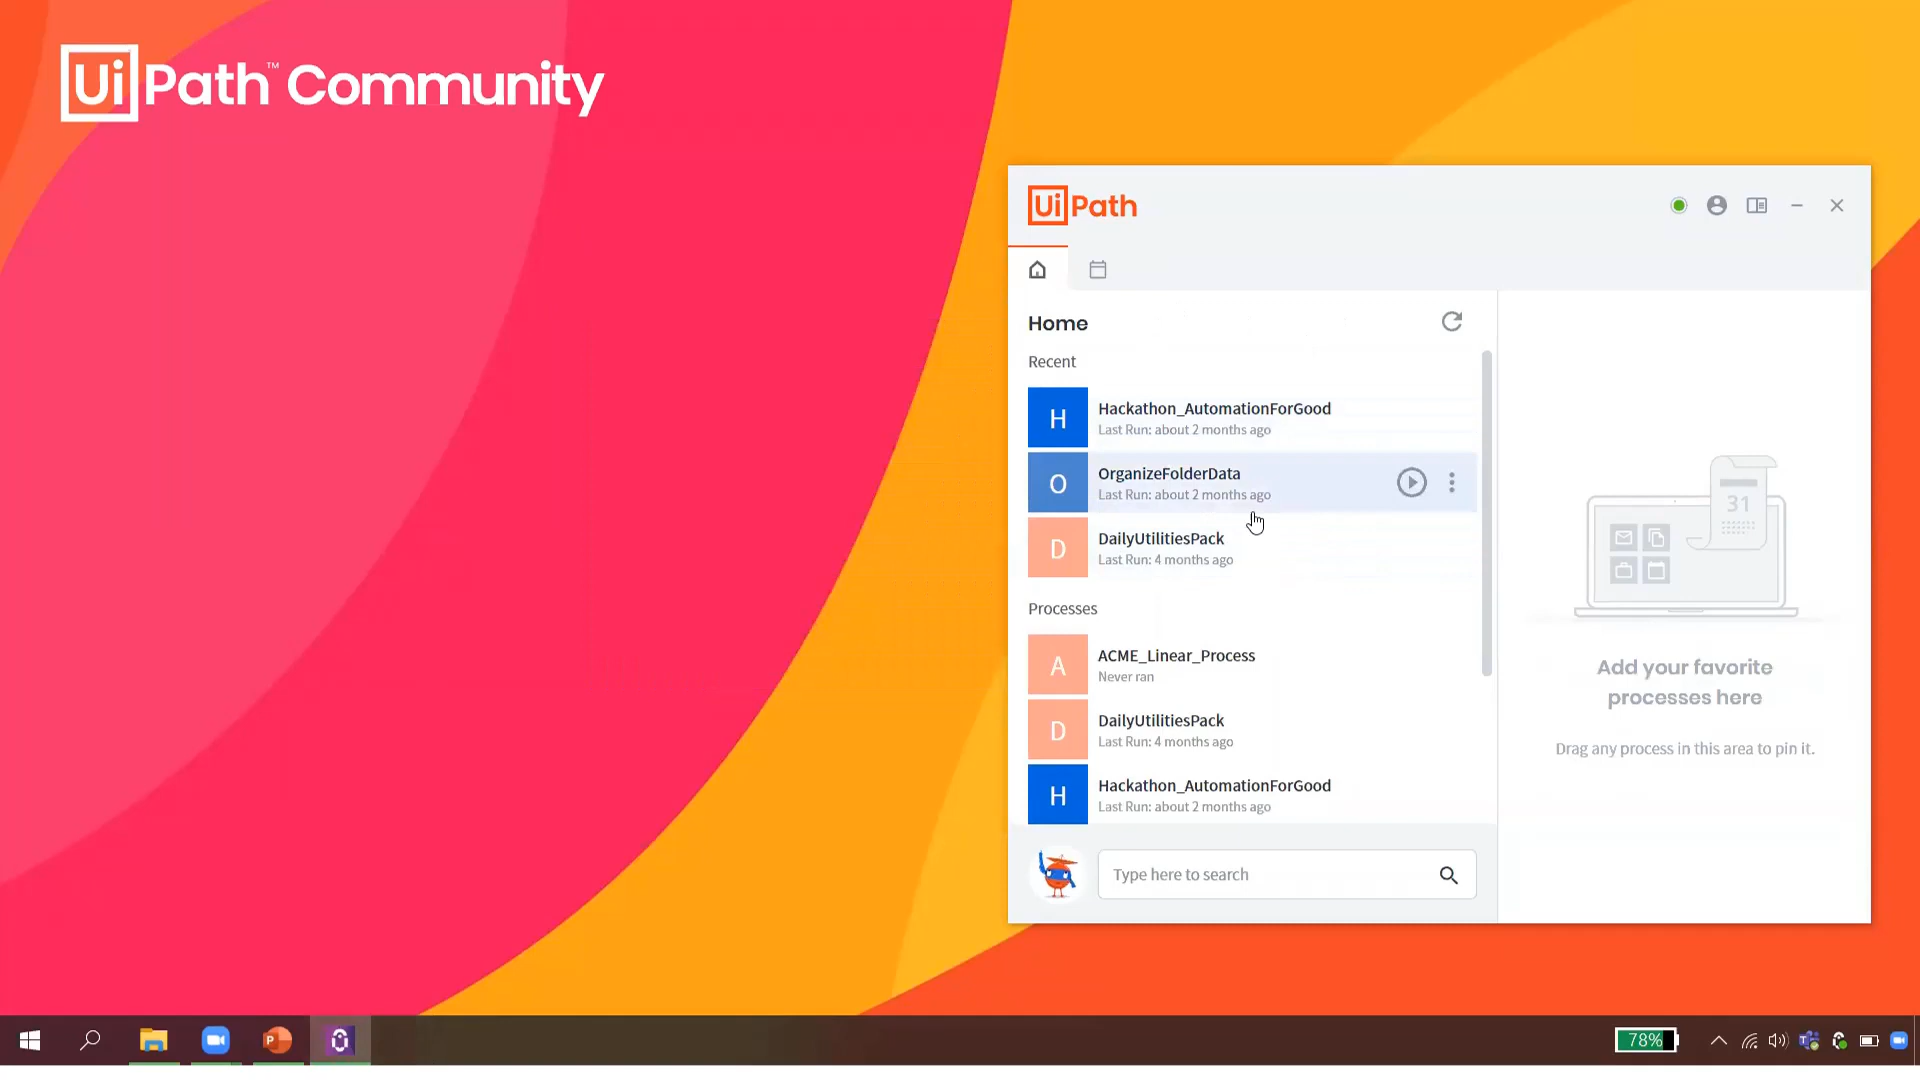 UiPath™ Community
UiPath
Home
Recent
H
Hackathon_AutomationForGood
Last Run: about 2 months ago
O
OrganizeFolderData
Last Run: about 2 months ago
D
DailyUtilitiesPack
Last Run: 4 months ago
Processes
A
ACME_Linear_Process
Never ran
D
DailyUtilitiesPack
Last Run: 4 months ago
H
Hackathon_AutomationForGood
Last Run: about 2 months ago
Type here to search
31
Add your favorite
processes here
Drag any process in this area to pin it.
78%